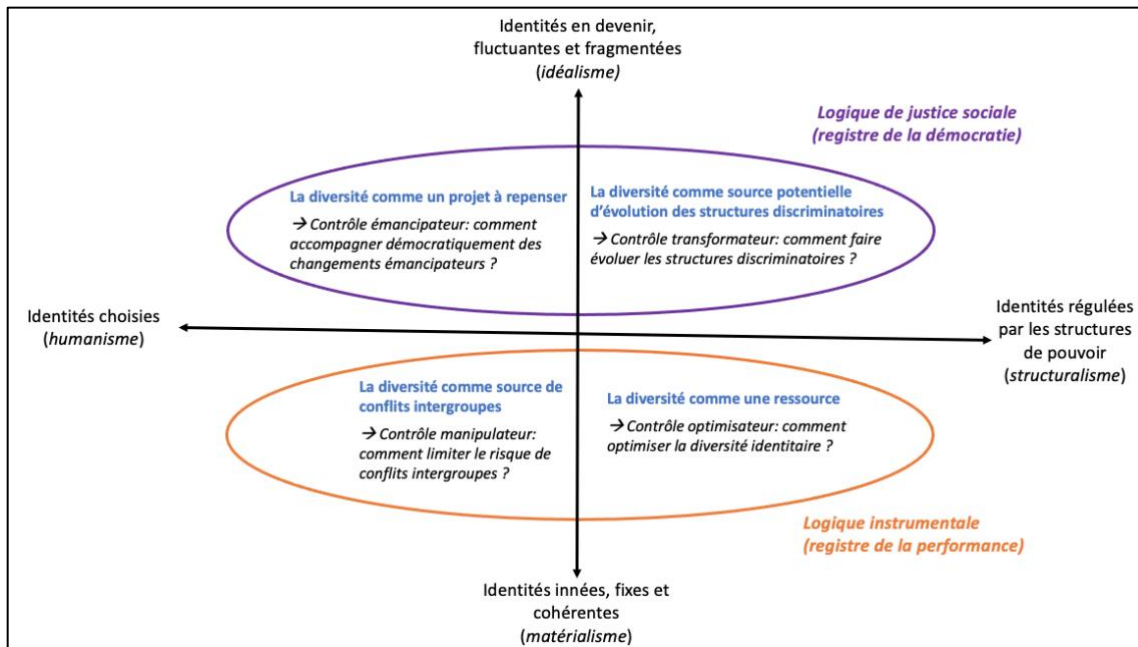 Identités en devenir,
fluctuantes et fragmentées
(idéalisme)
Logique de justice sociale
(registre de la démocratie)
La diversité comme un projet à repenser
→ Contrôle émancipateur: comment
accompagner démocratiquement des
changements émancipateurs ?
La diversité comme source potentielle
d'évolution des structures discriminatoires
→ Contrôle transformateur: comment faire
évoluer les structures discriminatoires ?
Identités choisies
(humanisme)
Identités régulées
par les structures
de pouvoir
(structuralisme)
La diversité comme source de
conflits intergroupes
→ Contrôle manipulateur:
comment limiter le risque de
conflits intergroupes ?
La diversité comme une ressource
→ Contrôle optimisateur: comment
optimiser la diversité identitaire ?
Logique instrumentale
(registre de la performance)
Identités innées, fixes et
cohérentes
(matérialisme)